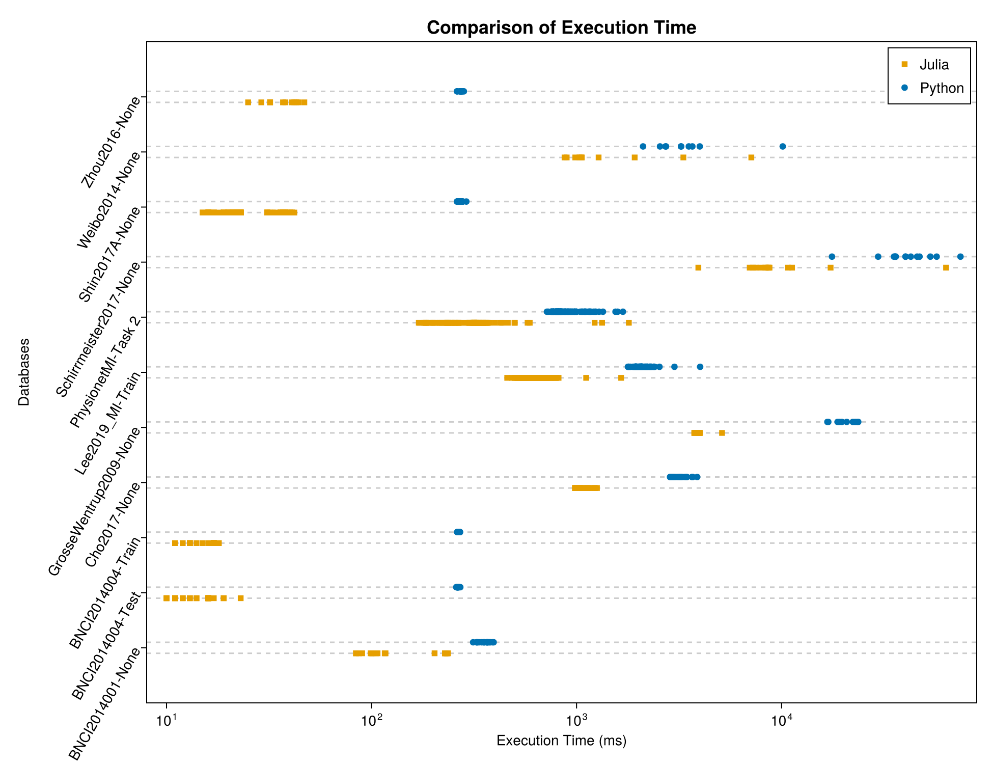 Comparison of Execution Time
Julia
Python
Databases
Zhou2016-None
Weibo2014-None
Shin2017A-None
Schirrmeister2017-None
PhysionetMI-Task 2
Lee2019_MI-Train
GrosseWentrup2009-None
Cho2017-None
BNCI2014004-Train
BNCI2014004-Test
BNCI2014001-None
10¹ 10² 10³ 10⁴
Execution Time (ms)